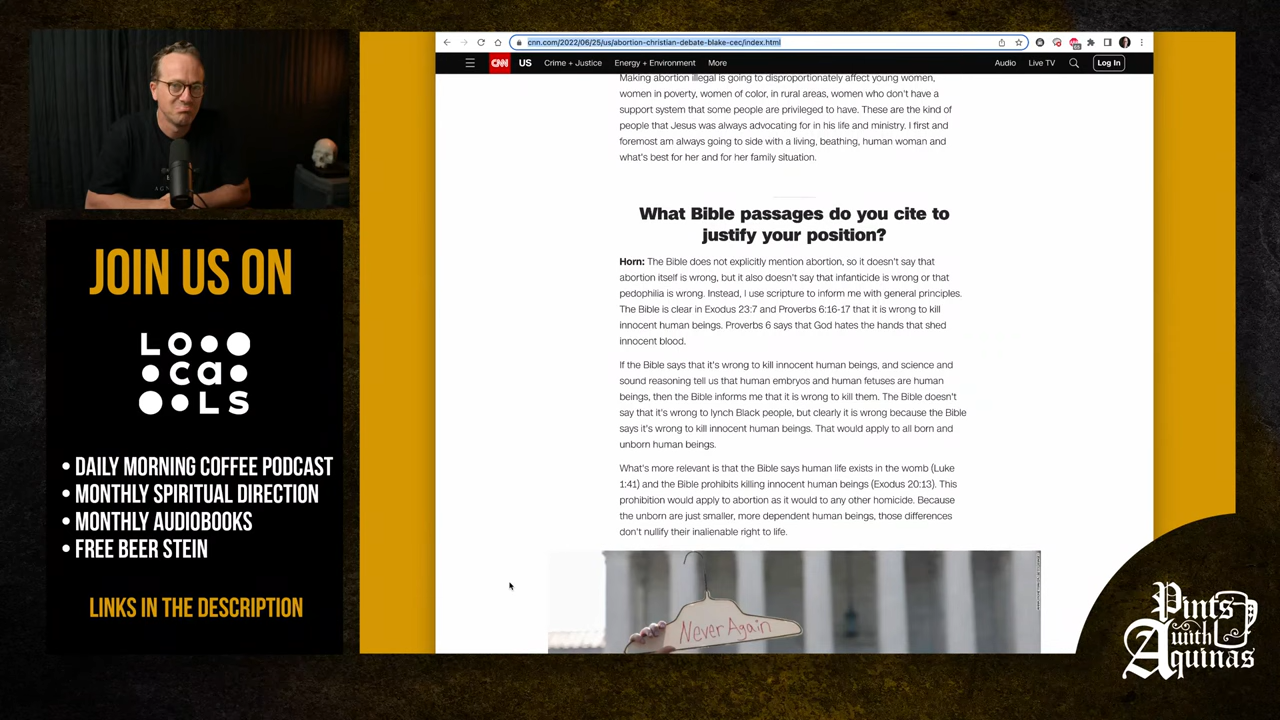 cnn.com/2022/06/25/us/abortion-christian-debate-blake-cec/index.html
CNN US Crime + Justice Energy + Environment More Audio Live TV Log In
Making abortion illegal is going to disproportionately affect young women,
women in poverty, women of color, in rural areas, women who don't have a
support system that some people are privileged to have. These are the kind of
people that Jesus was always advocating for in his life and ministry. I first and
foremost am always going to side with a living, beathing, human woman and
what's best for her and for her family situation.
What Bible passages do you cite to
justify your position?
Horn: The Bible does not explicitly mention abortion, so it doesn't say that
abortion itself is wrong, but it also doesn't say that infanticide is wrong or that
pedophilia is wrong. Instead, I use scripture to inform me with general principles.
The Bible is clear in Exodus 23:7 and Proverbs 6:16-17 that it is wrong to kill
innocent human beings. Proverbs 6 says that God hates the hands that shed
innocent blood.
If the Bible says that it's wrong to kill innocent human beings, and science and
sound reasoning tell us that human embryos and human fetuses are human
beings, then the Bible informs me that it is wrong to kill them. The Bible doesn't
say that it's wrong to lynch Black people, but clearly it is wrong because the Bible
says it's wrong to kill innocent human beings. That would apply to all born and
unborn human beings.
What's more relevant is that the Bible says human life exists in the womb (Luke
1:41) and the Bible prohibits killing innocent human beings (Exodus 20:13). This
prohibition would apply to abortion as it would to any other homicide. Because
the unborn are just smaller, more dependent human beings, those differences
don't nullify their inalienable right to life.
Never Again
JOIN US ON
LOcaLS
• DAILY MORNING COFFEE PODCAST
• MONTHLY SPIRITUAL DIRECTION
• MONTHLY AUDIOBOOKS
• FREE BEER STEIN
LINKS IN THE DESCRIPTION
Pints
with
Aquinas